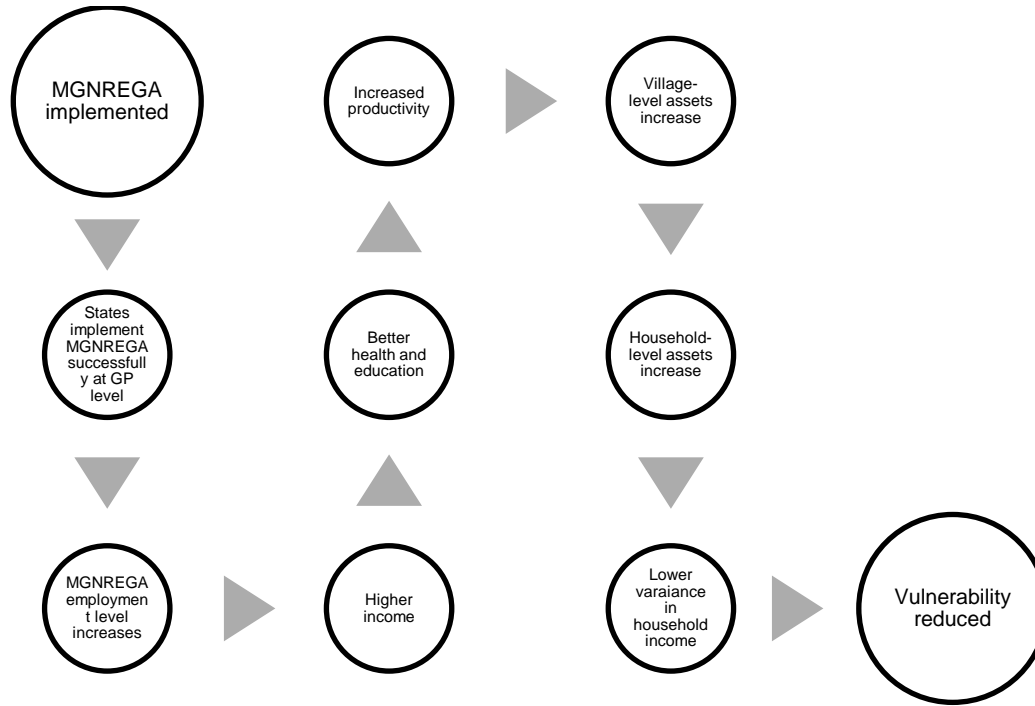 MGNREGA
implemented
States
implement
MGNREGA
successfull
y at GP
level
MGNREGA
employmen
t level
increases
Higher
income
Better
health and
education
Increased
productivity
Village-
level assets
increase
Household-
level assets
increase
Lower
varaiance in
household
income
Vulnerability
reduced